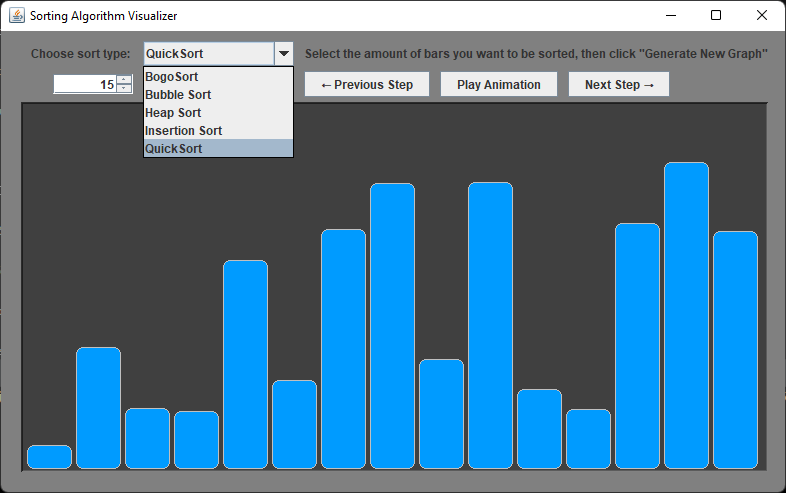 Sorting Algorithm Visualizer
Choose sort type: QuickSort Select the amount of bars you want to be sorted, then click "Generate New Graph"
15 ← Previous Step Play Animation Next Step →
BogoSort
Bubble Sort
Heap Sort
Insertion Sort
QuickSort